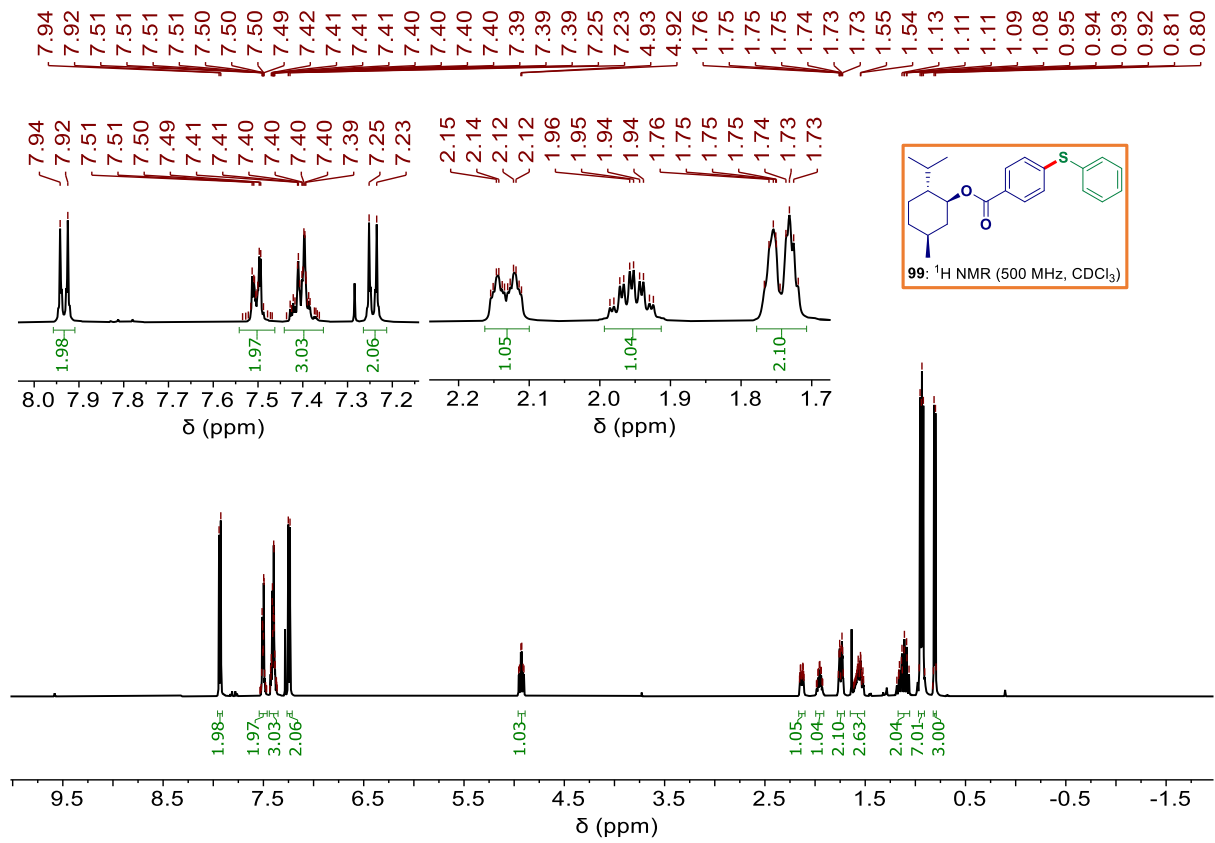 7.94 7.92 7.51 7.51 7.51 7.50 7.50 7.50 7.49 7.42 7.41 7.41 7.41 7.40 7.40 7.40 7.40 7.39 7.39 7.39 7.25 7.23 4.93 4.92 1.76 1.75 1.75 1.75 1.74 1.73 1.73 1.55 1.54 1.13 1.11 1.11 1.09 1.08 0.95 0.94 0.93 0.92 0.81 0.80
7.94 7.92 7.51 7.51 7.50 7.49 7.41 7.41 7.40 7.40 7.40 7.40 7.39 7.25 7.23
2.15 2.14 2.12 2.12 1.96 1.95 1.94 1.94 1.76 1.75 1.75 1.75 1.74 1.73 1.73
S
O
O
99: ¹H NMR (500 MHz, CDCl₃)
1.98 1.97 3.03 2.06
1.05 1.04 2.10
8.0 7.9 7.8 7.7 7.6 7.5 7.4 7.3 7.2
δ (ppm)
2.2 2.1 2.0 1.9 1.8 1.7
δ (ppm)
1.98 1.97 3.03 2.06 1.03 1.05 1.04 2.10 2.63 2.04 7.01 3.00
9.5 8.5 7.5 6.5 5.5 4.5 3.5 2.5 1.5 0.5 -0.5 -1.5
δ (ppm)